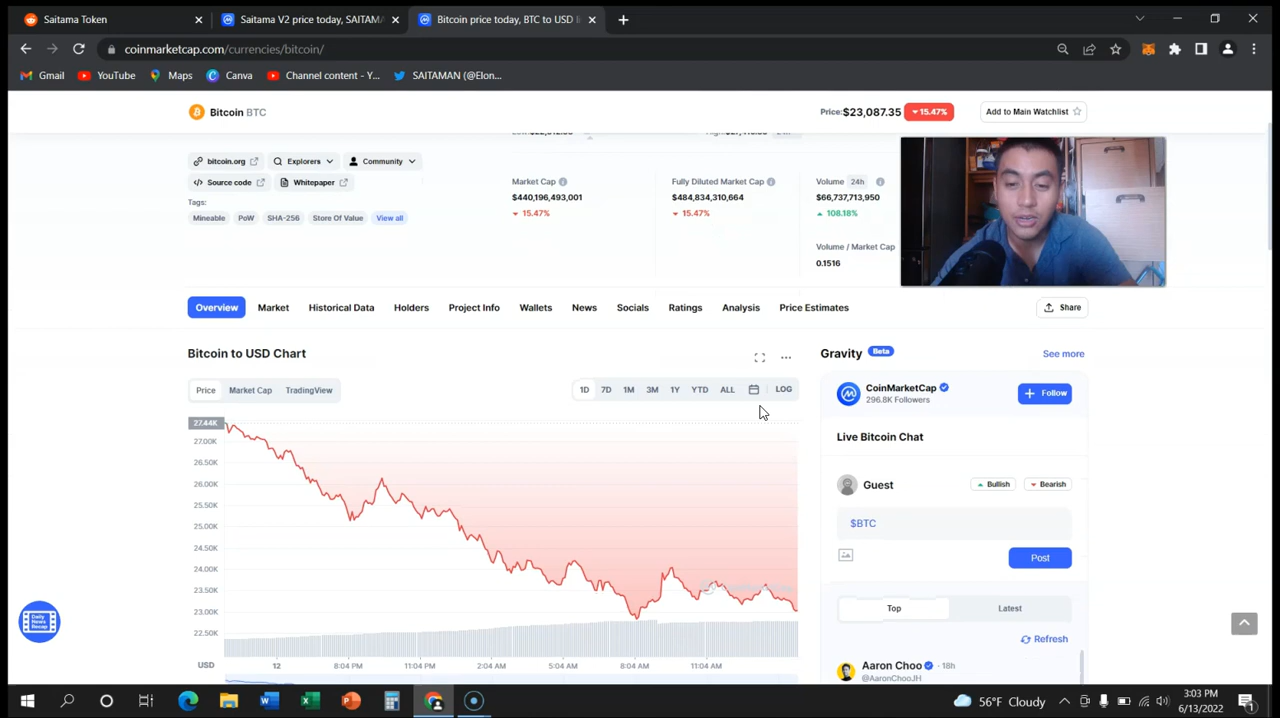 Saitama Token
Saitama V2 price today, SAITAMA
Bitcoin price today, BTC to USD li
coinmarketcap.com/currencies/bitcoin/
Gmail
YouTube
Maps
Canva
Channel content - Y...
SAITAMAN (@Elon...
Bitcoin BTC
Price:$23,087.35
15.47%
Add to Main Watchlist
bitcoin.org
Explorers
Community
Source code
Whitepaper
Tags:
Mineable
PoW
SHA-256
Store Of Value
View all
Market Cap
$440,196,493,001
15.47%
Fully Diluted Market Cap
$484,834,310,664
15.47%
Volume 24h
$66,737,713,950
108.18%
Volume / Market Cap
0.1516
Overview
Market
Historical Data
Holders
Project Info
Wallets
News
Socials
Ratings
Analysis
Price Estimates
Share
Bitcoin to USD Chart
Price
Market Cap
TradingView
1D
7D
1M
3M
1Y
YTD
ALL
LOG
27.44K
27.00K
26.50K
26.00K
25.50K
25.00K
24.50K
24.00K
23.50K
23.00K
22.50K
USD
12
8:04 PM
11:04 PM
2:04 AM
5:04 AM
8:04 AM
11:04 AM
Gravity Beta
See more
CoinMarketCap
296.8K Followers
Follow
Live Bitcoin Chat
Guest
Bullish
Bearish
$BTC
Post
Top
Latest
Refresh
Aaron Choo · 18h
@AaronChooJH
Daily
News
Recap
56°F Cloudy
3:03 PM
6/13/2022
1